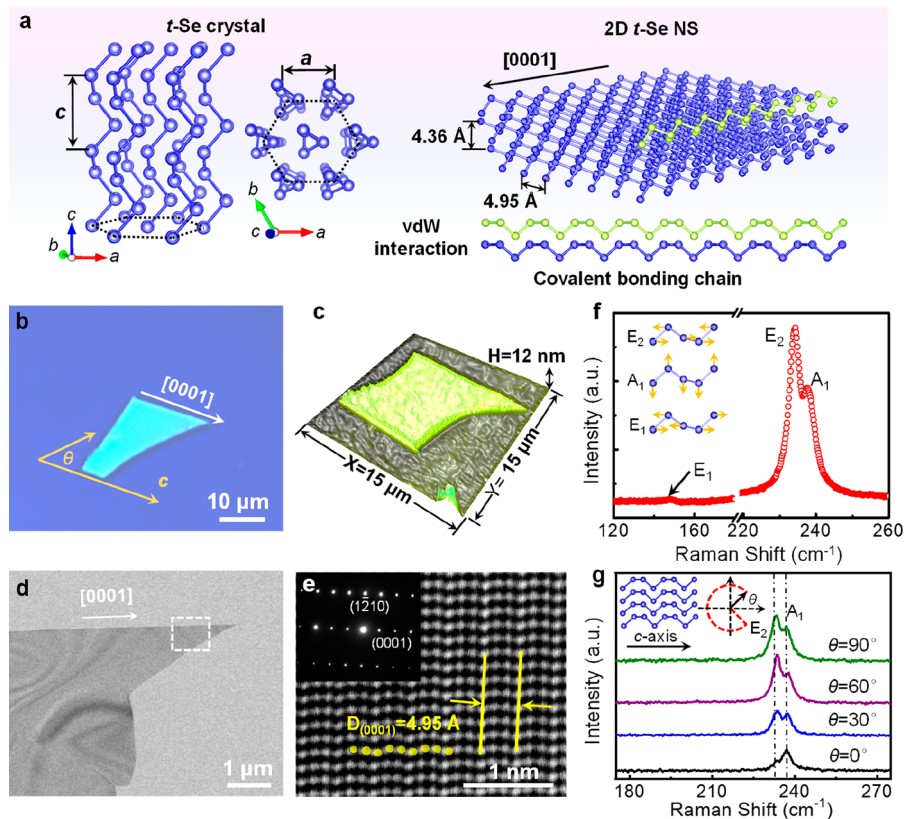 a
t-Se crystal
2D t-Se NS
c
a
b
c
a
b
c
a
[0001]
4.36 Å
4.95 Å
vdW
interaction
Covalent bonding chain
b
[0001]
θ
c
10 μm
c
H=12 nm
X=15 μm
Y= 15 μm
f
Intensity (a.u.)
E2
A1
E1
E2
A1
E1
120 160 220 240 260
Raman Shift (cm-1)
d
[0001]
1 μm
e
(1-210)
(0001)
D(0001)=4.95 Å
1 nm
g
Intensity (a.u.)
c-axis
θ
E2
A1
θ=90°
θ=60°
θ=30°
θ=0°
180 210 240 270
Raman Shift (cm-1)